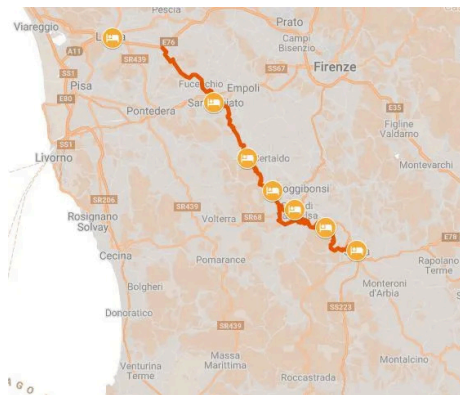 Pescia
Viareggio
Prato
E76
Campi
Bisenzio
A11
SR439
Firenze
SS1
Pisa
Fucecchio
Empoli
SS67
E80
Pontedera
E35
Figline
Valdarno
SS1
Livorno
Certaldo
Montevarchi
SR206
SR439
Rosignano
Solvay
Volterra
SR68
di
E78
Cecina
Pomarance
Rapolano
Terme
Bolgheri
Monteroni
d'Arbia
Donoratico
SR439
SS223
Massa
Marittima
Montalcino
Venturina
Terme
Roccastrada
AGO